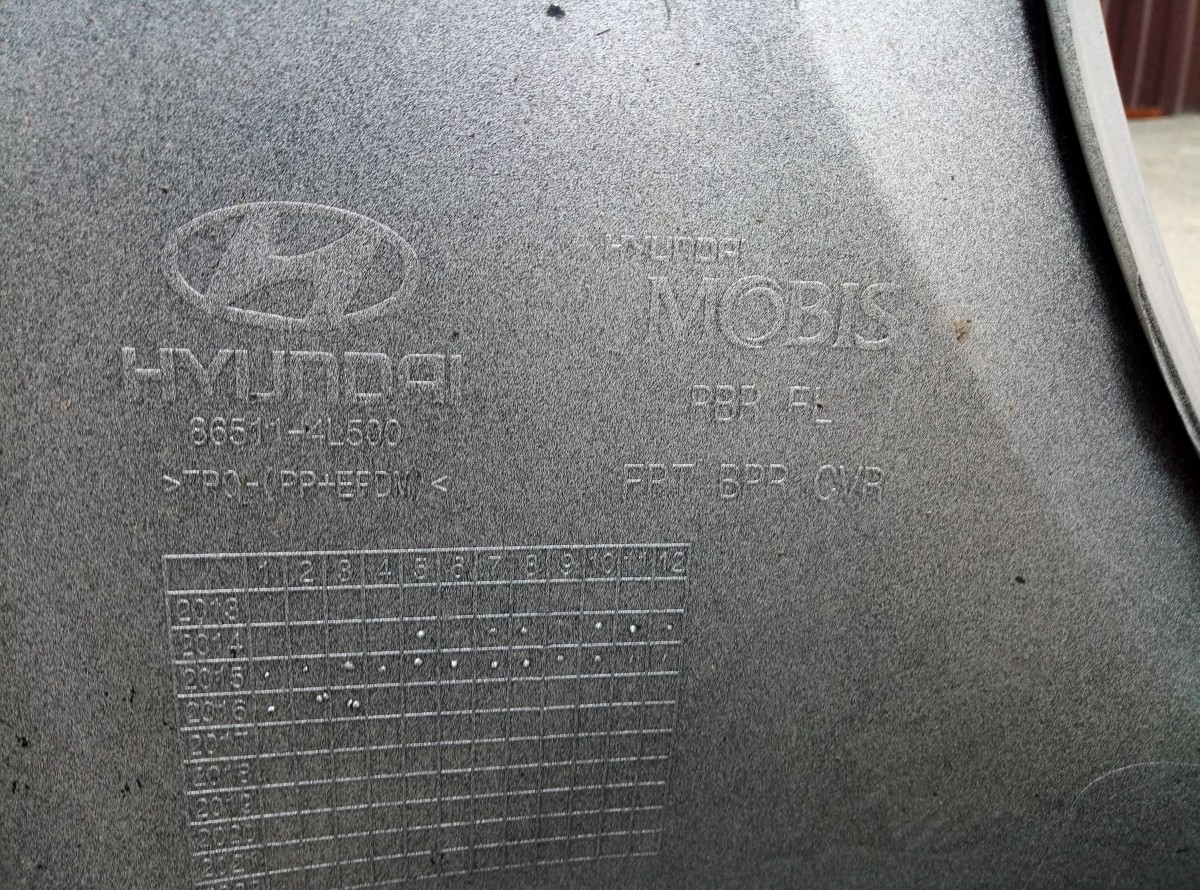 HYUNDAI
86511-4L500
>TPO-(PP+EPDM)<
HYUNDAI
MOBIS
RBR FL
FRT BPR CVR
1 2 3 4 5 6 7 8 9 10 11 12
2013
2014
2015
2016
2017
2018
2019
2020